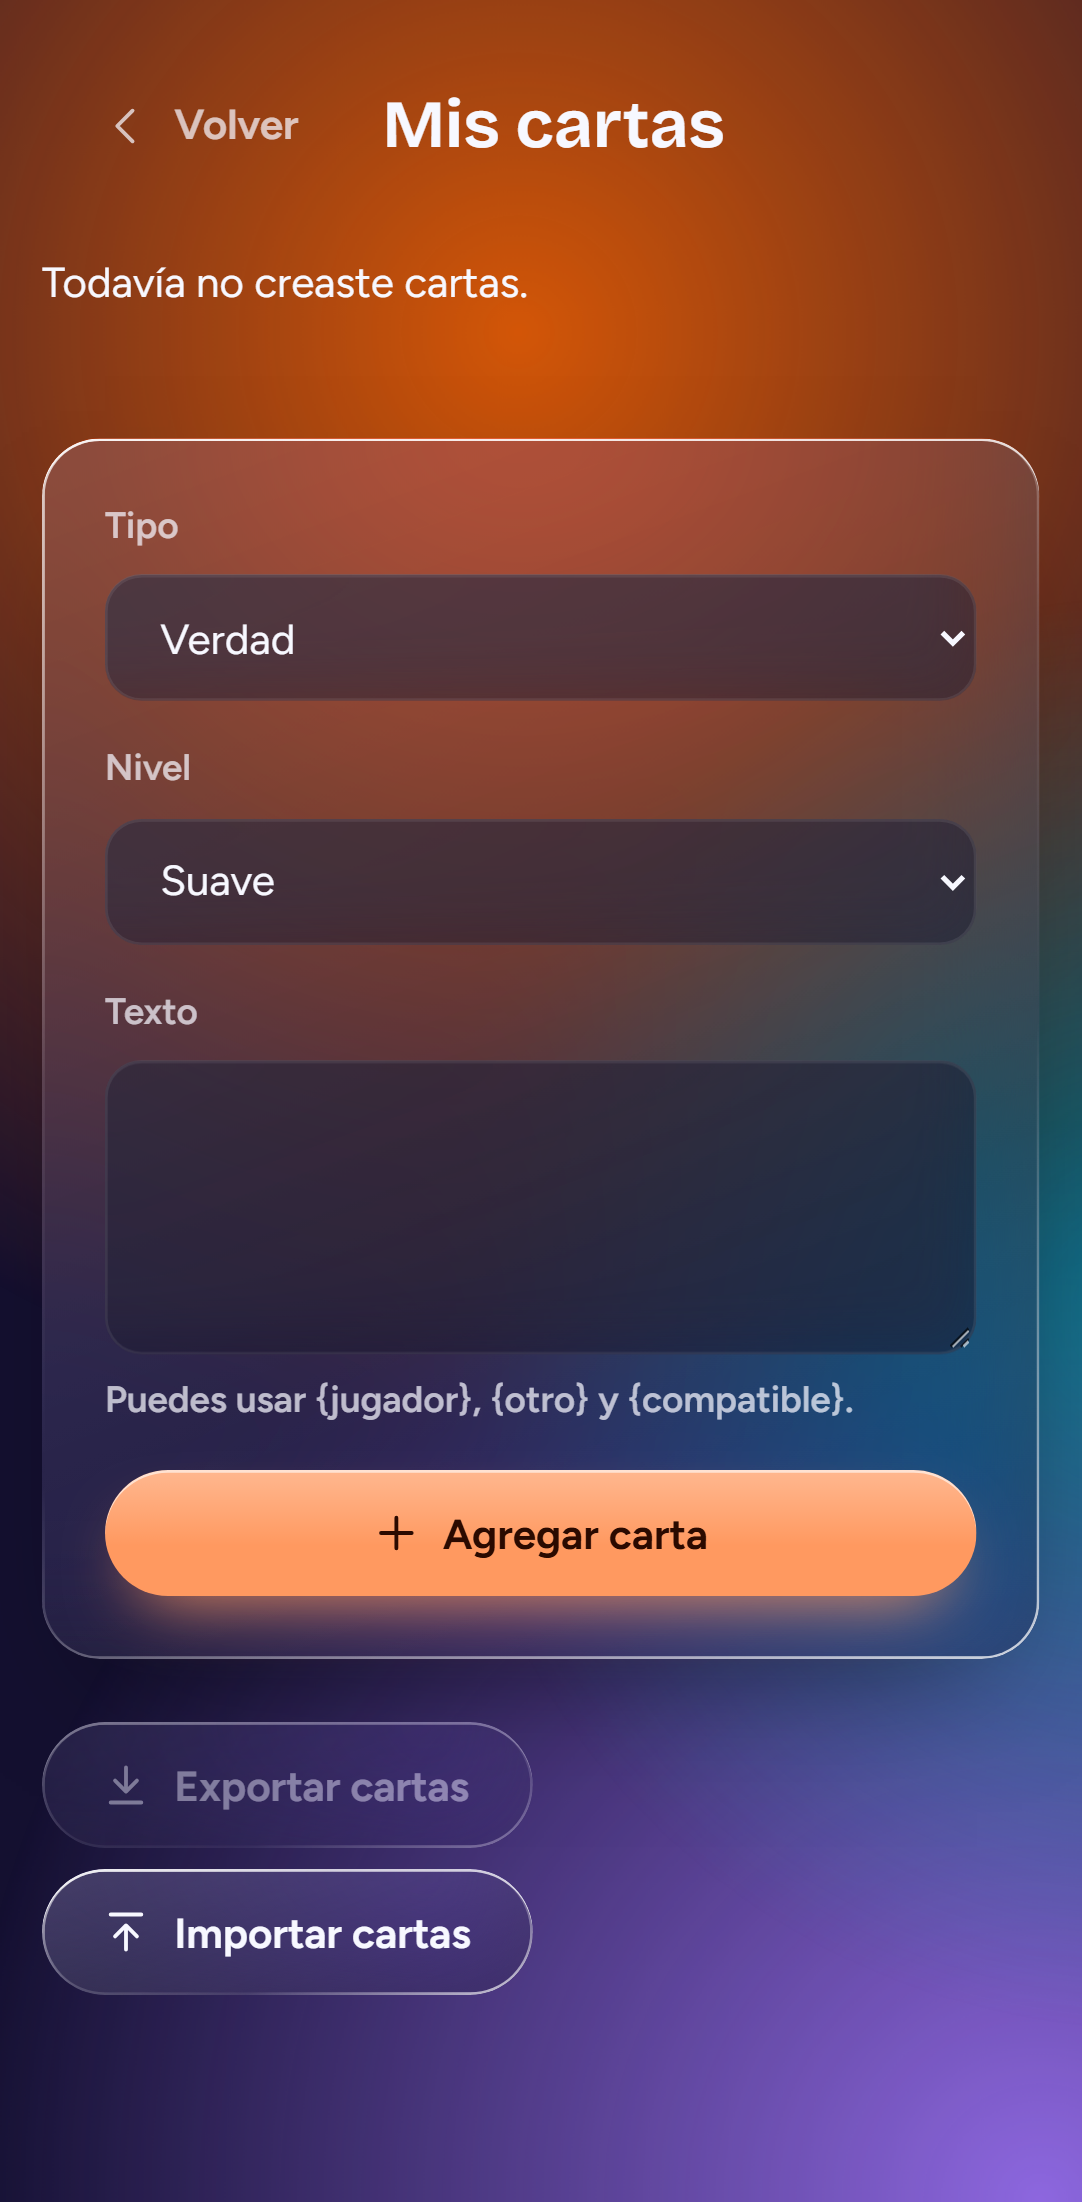 Volver
Mis cartas
Todavía no creaste cartas.
Tipo
Verdad
Nivel
Suave
Texto
Puedes usar {jugador}, {otro} y {compatible}.
Agregar carta
Exportar cartas
Importar cartas